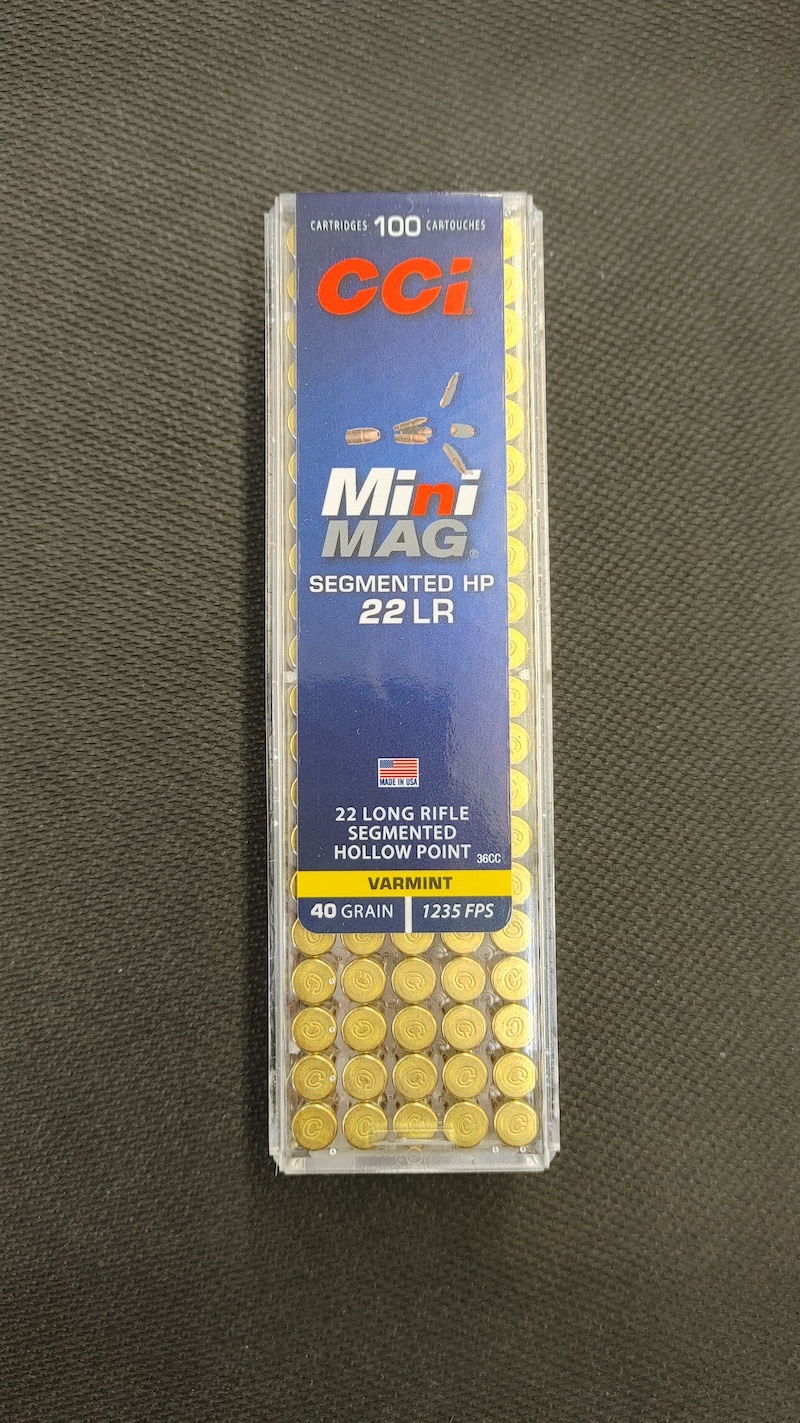 CARTRIDGES 100 CARTOUCHES
CCi®
Mini
MAG®
SEGMENTED HP
22 LR
MADE IN USA
22 LONG RIFLE
SEGMENTED
HOLLOW POINT 36CC
VARMINT
40 GRAIN 1235 FPS
C C C C C
C C C C C
C C C C C
C C C C C